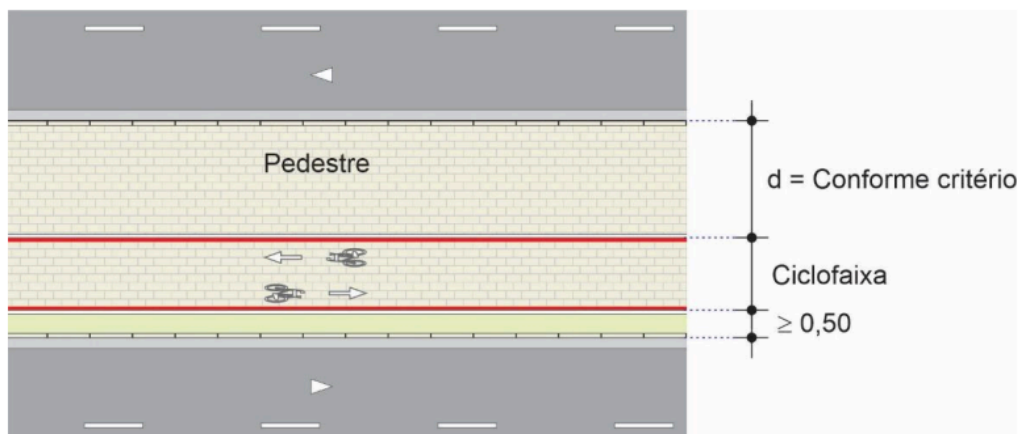 Pedestre
d = Conforme critério
Ciclofaixa
≥ 0,50